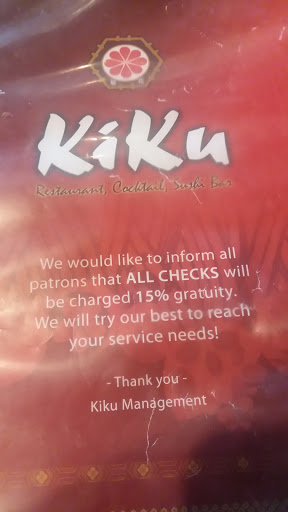 KiKu
Restaurant, Cocktail, Sushi Bar
We would like to inform all
patrons that ALL CHECKS will
be charged 15% gratuity.
We will try our best to reach
your service needs!
- Thank you -
Kiku Management